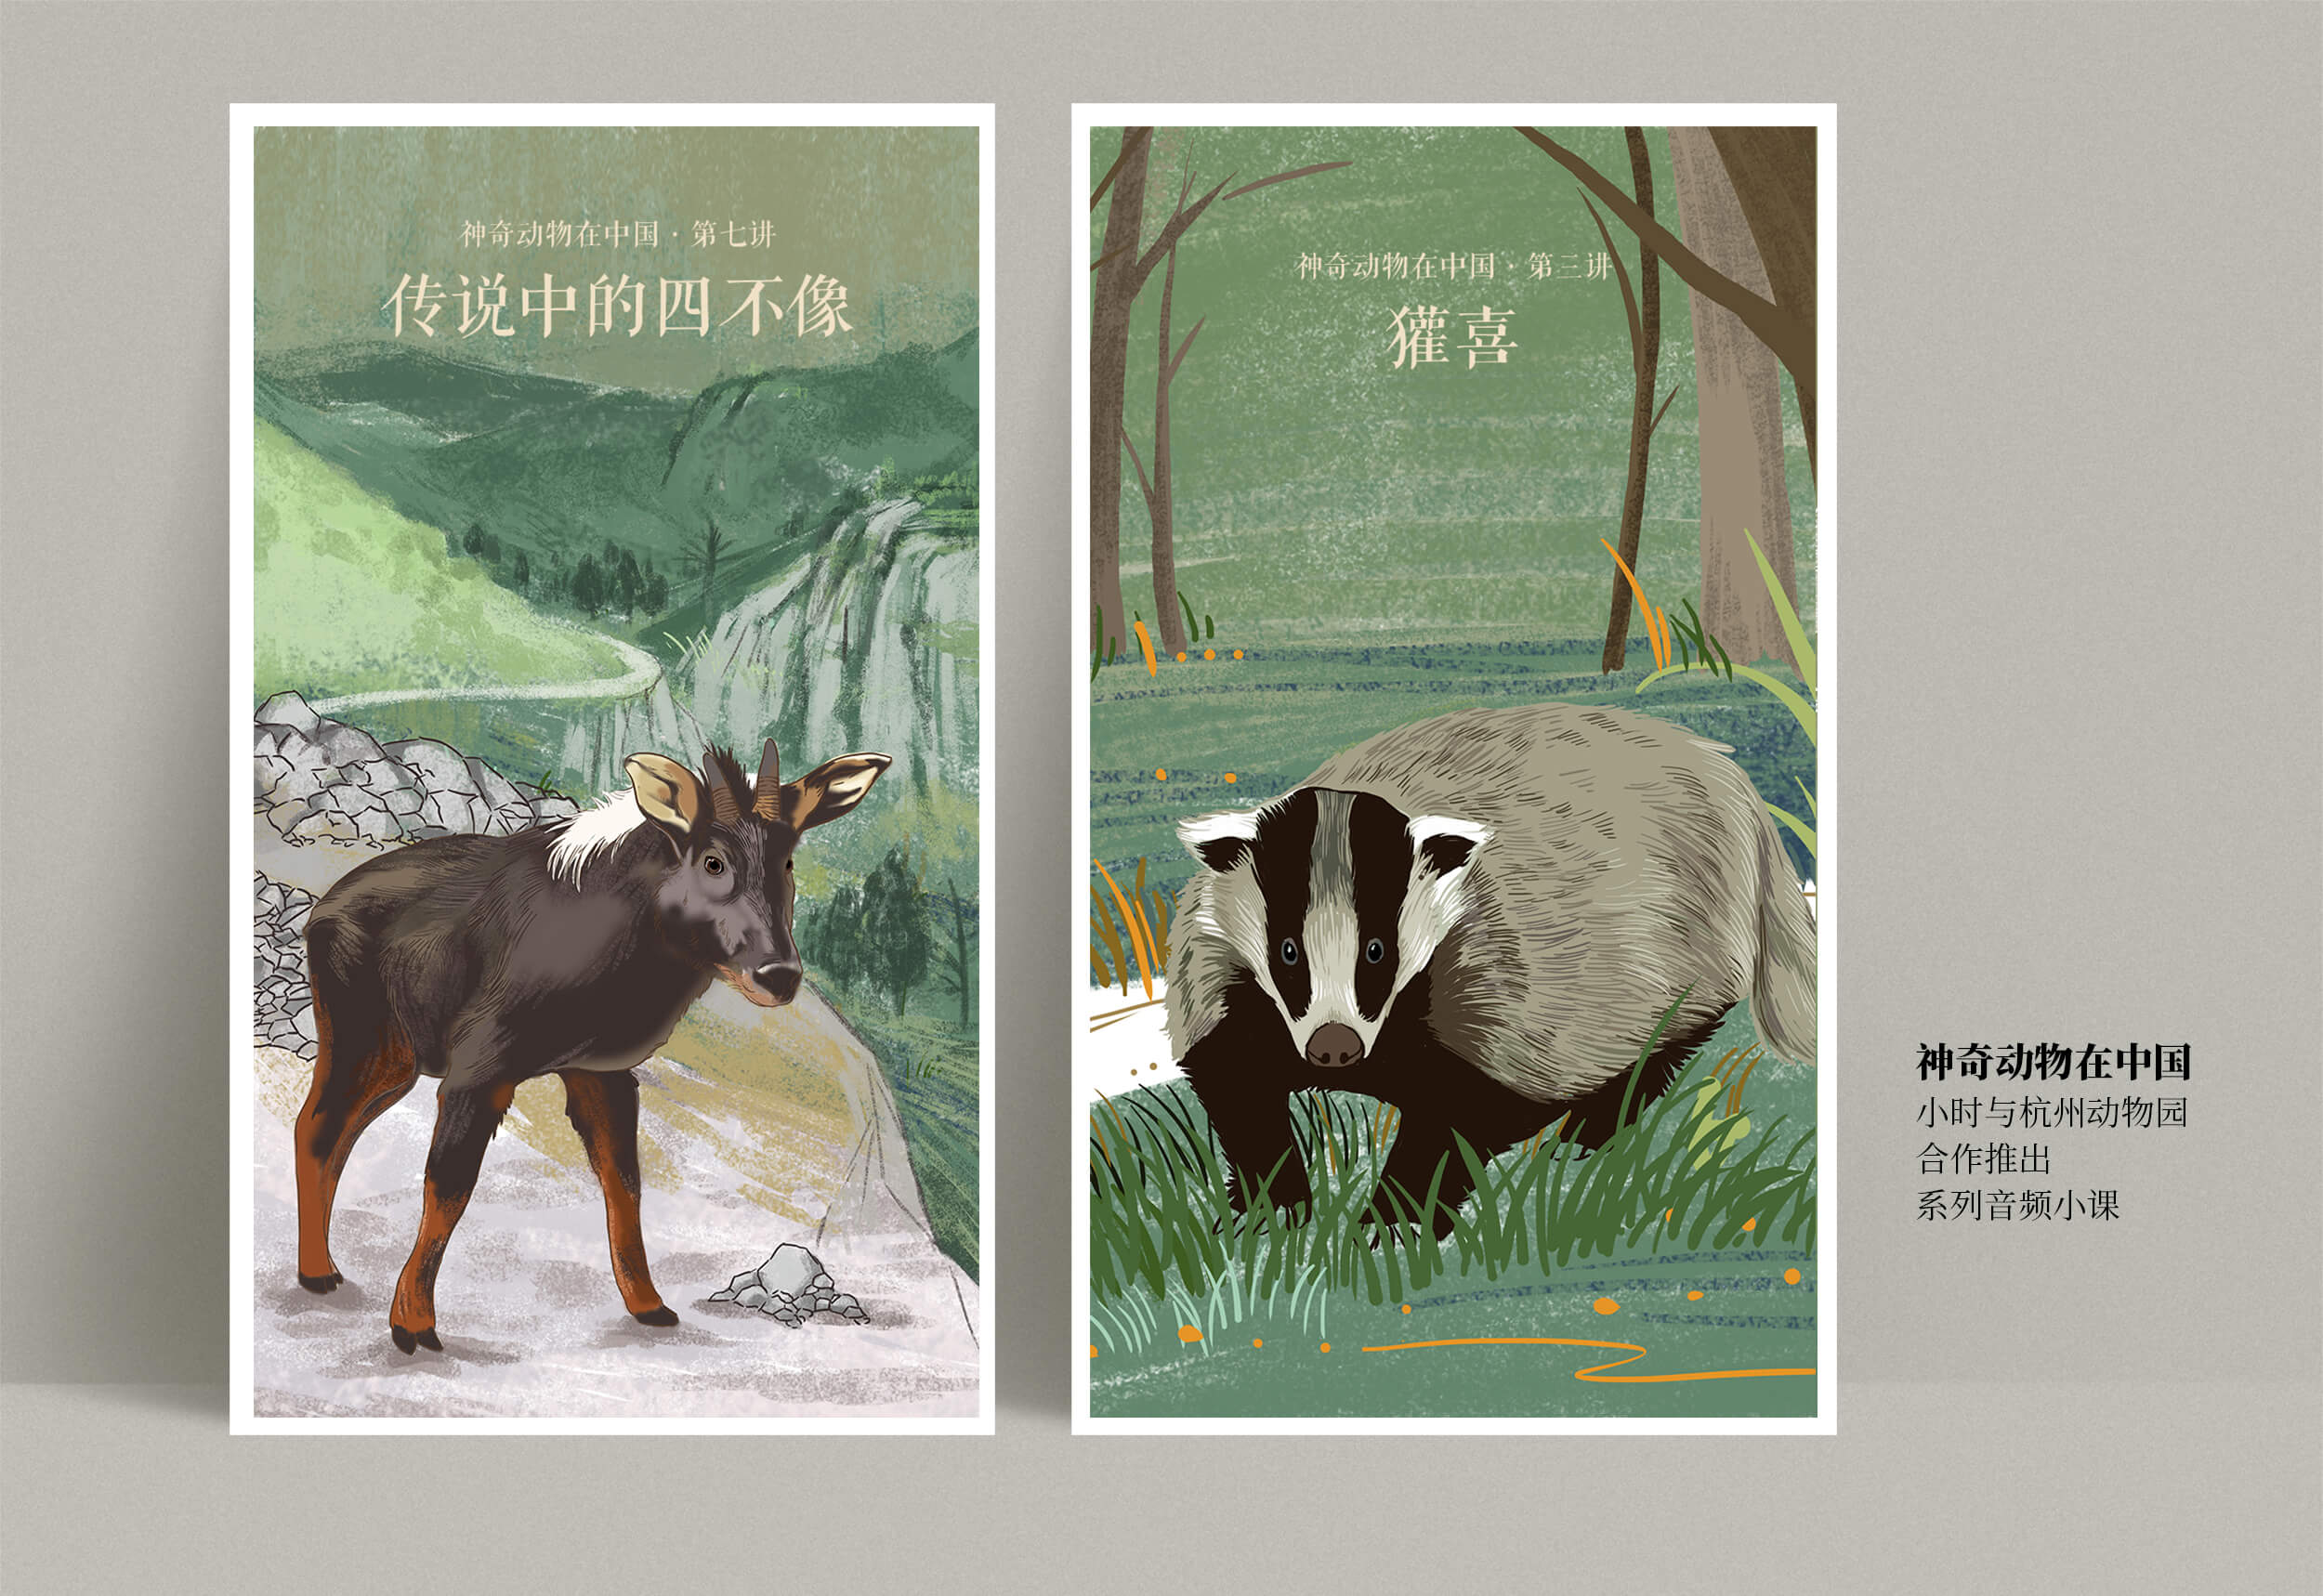 神奇动物在中国·第七讲
传说中的四不像
神奇动物在中国·第三讲
獾喜
神奇动物在中国
小时与杭州动物园
合作推出
系列音频小课